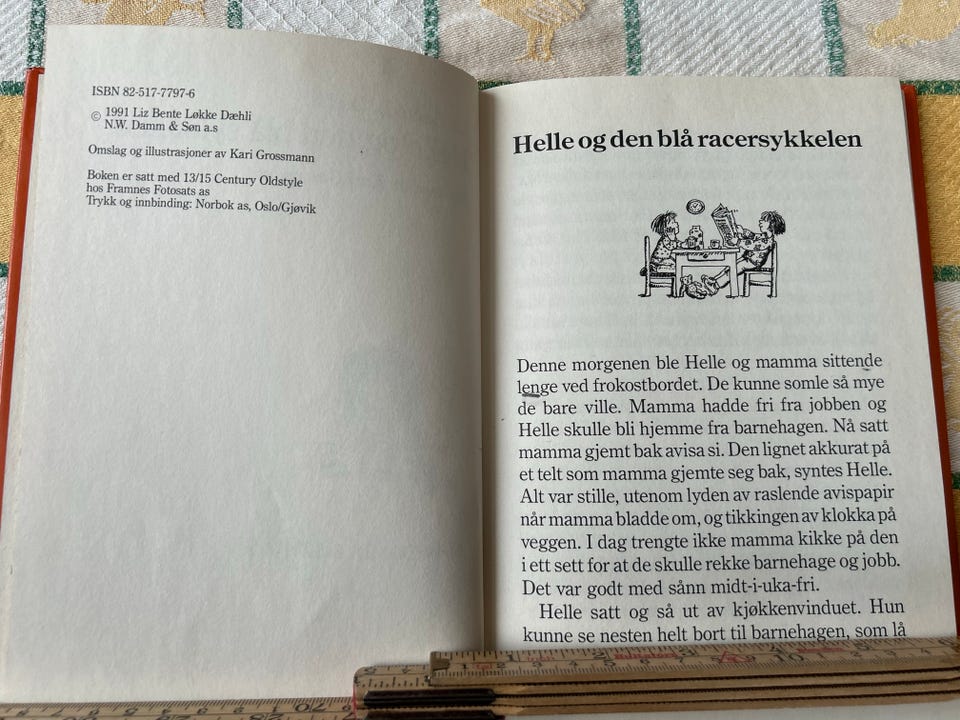 ISBN 82-517-7797-6
© 1991 Liz Bente Løkke Dæhli
N.W. Damm & Søn a.s
Omslag og illustrasjoner av Kari Grossmann
Boken er satt med 13/15 Century Oldstyle
hos Framnes Fotosats as
Trykk og innbinding: Norbok as, Oslo/Gjøvik
Helle og den blå racersykkelen
Denne morgenen ble Helle og mamma sittende
lenge ved frokostbordet. De kunne somle så mye
de bare ville. Mamma hadde fri fra jobben og
Helle skulle bli hjemme fra barnehagen. Nå satt
mamma gjemt bak avisa si. Den lignet akkurat på
et telt som mamma gjemte seg bak, syntes Helle.
Alt var stille, utenom lyden av raslende avispapir
når mamma bladde om, og tikkingen av klokka på
veggen. I dag trengte ikke mamma kikke på den
i ett sett for at de skulle rekke barnehage og jobb.
Det var godt med sånn midt-i-uka-fri.
Helle satt og så ut av kjøkkenvinduet. Hun
kunne se nesten helt bort til barnehagen, som lå